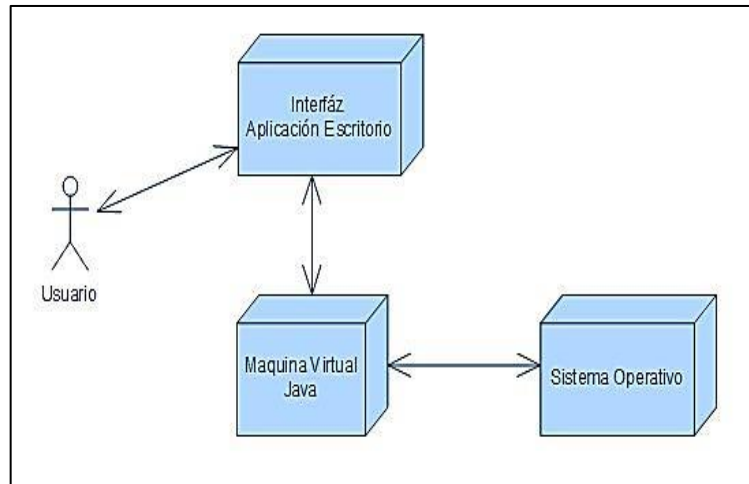 Interfáz
Aplicación Escritorio
Usuario
Maquina Virtual
Java
Sistema Operativo